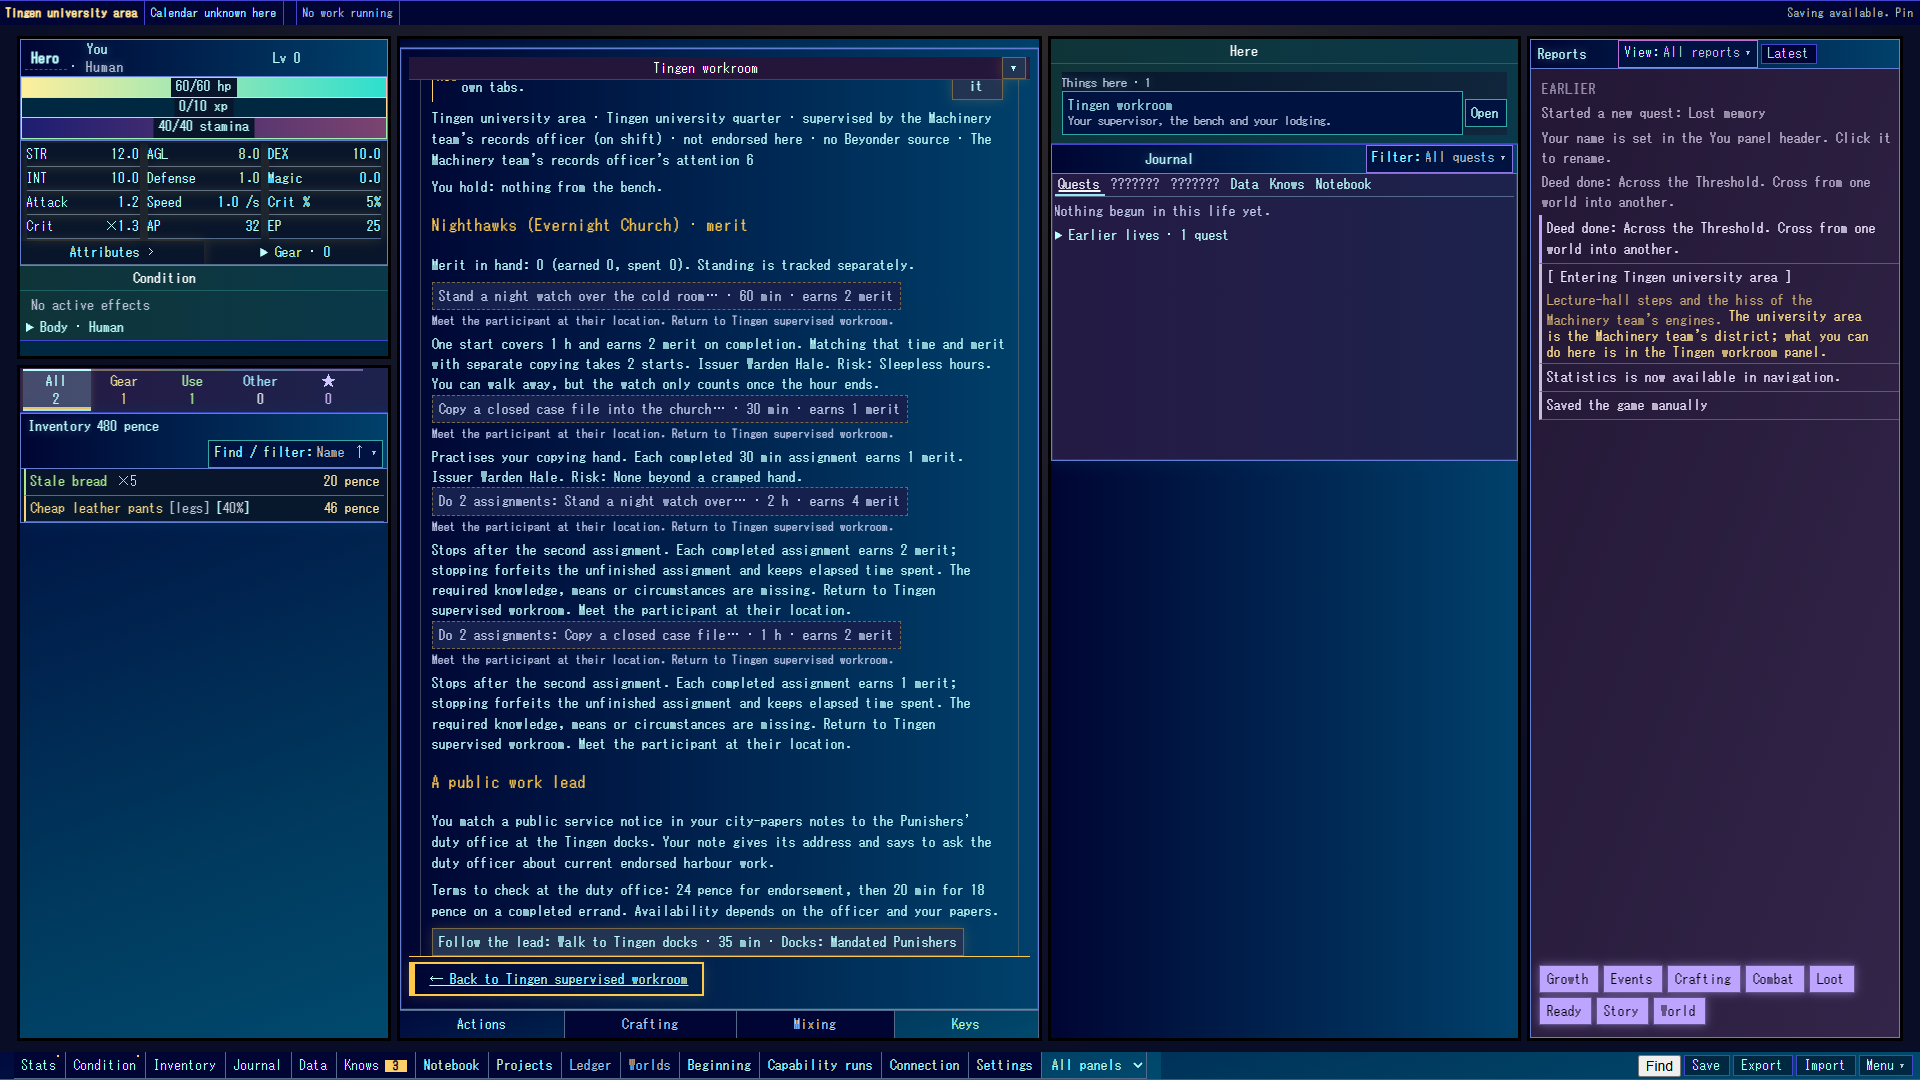 Tingen university area
Calendar unknown here
No work running
Saving available. Pin
Hero · You
Human
Lv 0
60/60 hp
0/10 xp
40/40 stamina
STR 12.0 AGL 8.0 DEX 10.0
INT 10.0 Defense 1.0 Magic 0.0
Attack 1.2 Speed 1.0 /s Crit % 5%
Crit ×1.3 AP 32 EP 25
Attributes >
▶ Gear · 0
Condition
No active effects
▶ Body · Human
All 2
Gear 1
Use 1
Other 0
★ 0
Inventory 480 pence
Find / filter: Name ↑ ▾
Stale bread ×5 20 pence
Cheap leather pants [legs] [40%] 46 pence
Tingen workroom
▼
own tabs.
it
Tingen university area · Tingen university quarter · supervised by the Machinery
team's records officer (on shift) · not endorsed here · no Beyonder source · The
Machinery team's records officer's attention 6
You hold: nothing from the bench.
Nighthawks (Evernight Church) · merit
Merit in hand: 0 (earned 0, spent 0). Standing is tracked separately.
Stand a night watch over the cold room… · 60 min · earns 2 merit
Meet the participant at their location. Return to Tingen supervised workroom.
One start covers 1 h and earns 2 merit on completion. Matching that time and merit
with separate copying takes 2 starts. Issuer Warden Hale. Risk: Sleepless hours.
You can walk away, but the watch only counts once the hour ends.
Copy a closed case file into the church… · 30 min · earns 1 merit
Meet the participant at their location. Return to Tingen supervised workroom.
Practises your copying hand. Each completed 30 min assignment earns 1 merit.
Issuer Warden Hale. Risk: None beyond a cramped hand.
Do 2 assignments: Stand a night watch over… · 2 h · earns 4 merit
Meet the participant at their location. Return to Tingen supervised workroom.
Stops after the second assignment. Each completed assignment earns 2 merit;
stopping forfeits the unfinished assignment and keeps elapsed time spent. The
required knowledge, means or circumstances are missing. Return to Tingen
supervised workroom. Meet the participant at their location.
Do 2 assignments: Copy a closed case file… · 1 h · earns 2 merit
Meet the participant at their location. Return to Tingen supervised workroom.
Stops after the second assignment. Each completed assignment earns 1 merit;
stopping forfeits the unfinished assignment and keeps elapsed time spent. The
required knowledge, means or circumstances are missing. Return to Tingen
supervised workroom. Meet the participant at their location.
A public work lead
You match a public service notice in your city-papers notes to the Punishers'
duty office at the Tingen docks. Your note gives its address and says to ask the
duty officer about current endorsed harbour work.
Terms to check at the duty office: 24 pence for endorsement, then 20 min for 18
pence on a completed errand. Availability depends on the officer and your papers.
Follow the lead: Walk to Tingen docks · 35 min · Docks: Mandated Punishers
← Back to Tingen supervised workroom
Actions
Crafting
Mixing
Keys
Here
Things here · 1
Tingen workroom
Your supervisor, the bench and your lodging.
Open
Journal
Filter: All quests ▾
Quests ??????? ??????? Data Knows Notebook
Nothing begun in this life yet.
▶ Earlier lives · 1 quest
Reports
View: All reports ▾
Latest
EARLIER
Started a new quest: Lost memory
Your name is set in the You panel header. Click it
to rename.
Deed done: Across the Threshold. Cross from one
world into another.
Deed done: Across the Threshold. Cross from one
world into another.
[ Entering Tingen university area ]
Lecture-hall steps and the hiss of the
Machinery team's engines. The university area
is the Machinery team's district; what you can
do here is in the Tingen workroom panel.
Statistics is now available in navigation.
Saved the game manually
Growth
Events
Crafting
Combat
Loot
Ready
Story
World
Stats
Condition
Inventory
Journal
Data
Knows 3
Notebook
Projects
Ledger
Worlds
Beginning
Capability runs
Connection
Settings
All panels
Find
Save
Export
Import
Menu ▾